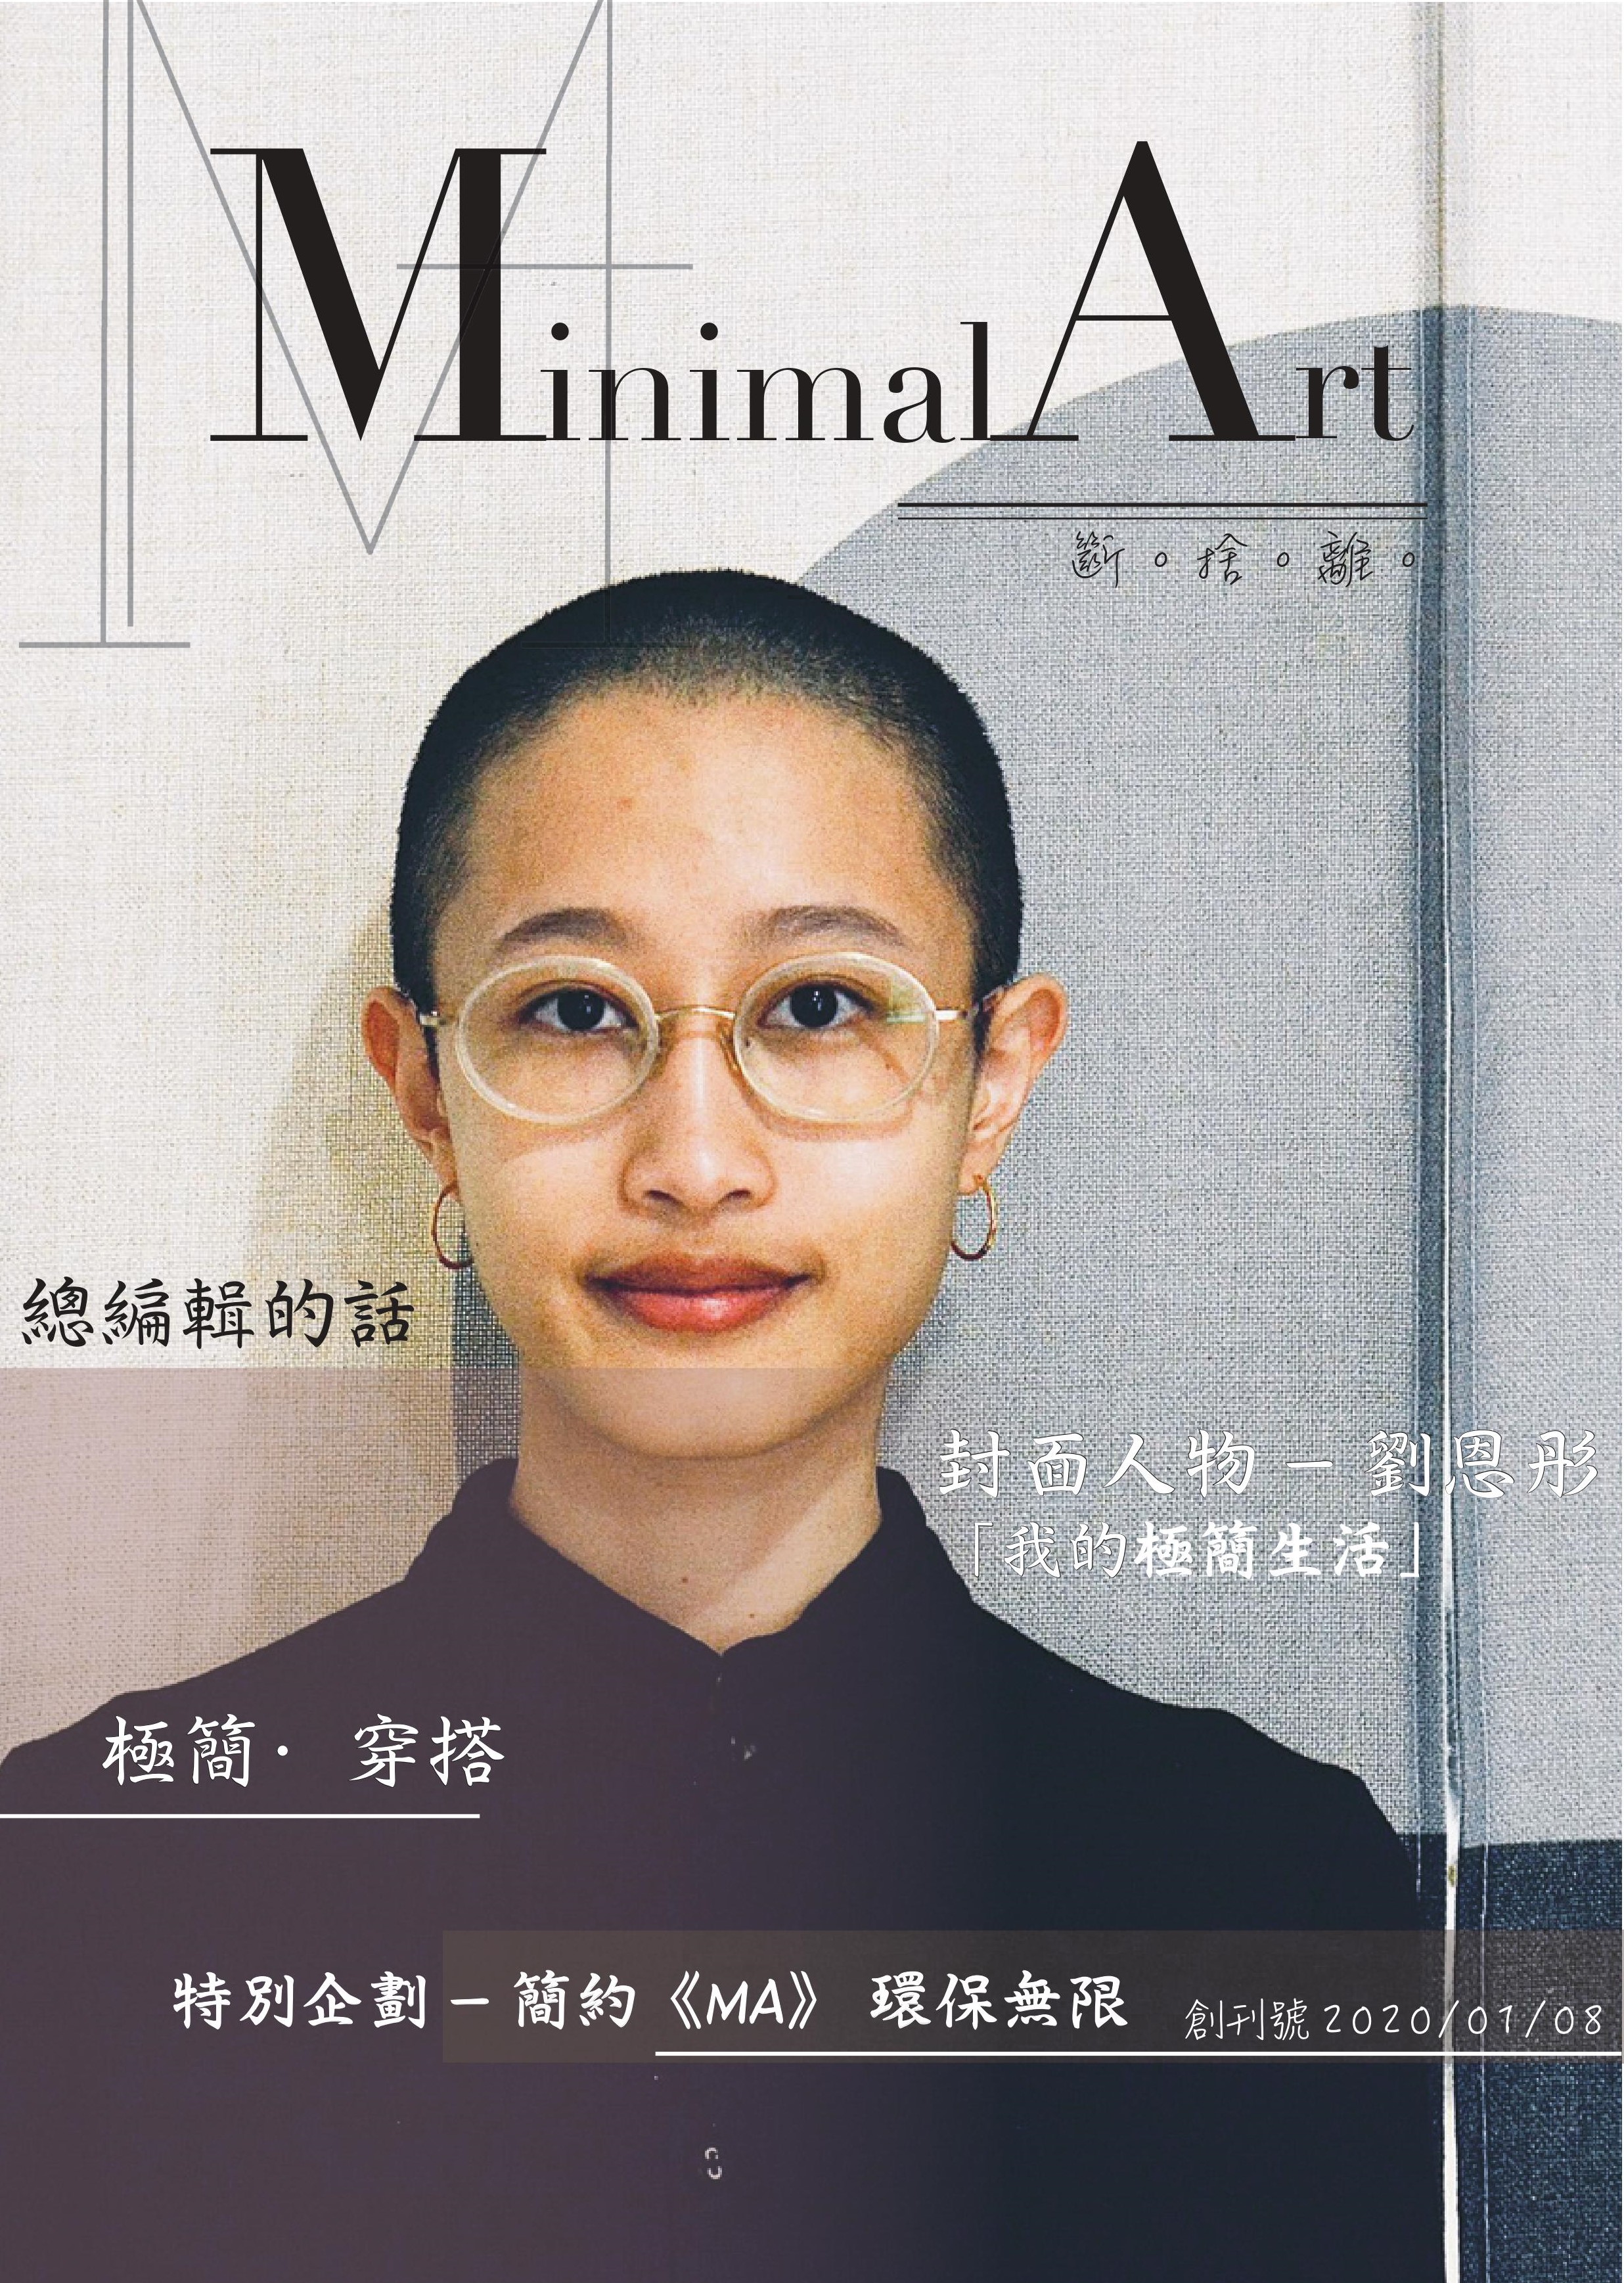 Minimal Art
斷。捨。離。
總編輯的話
封面人物 – 劉恩彤
「我的極簡生活」
極簡· 穿搭
特別企劃 – 簡約《MA》 環保無限
創刊號 2020/01/08